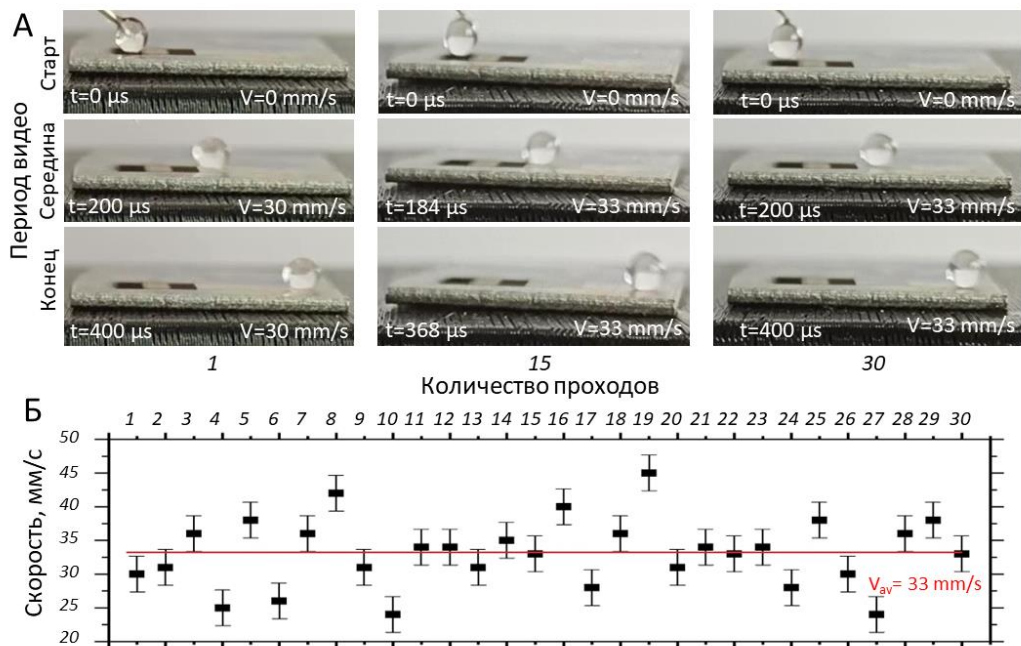 А
Период видео
Старт
t=0 μs V=0 mm/s
t=0 μs V=0 mm/s
t=0 μs V=0 mm/s
Середина
t=200 μs V=30 mm/s
t=184 μs V=33 mm/s
t=200 μs V=33 mm/s
Конец
t=400 μs V=30 mm/s
t=368 μs V=33 mm/s
t=400 μs V=33 mm/s
1 15 30
Количество проходов
Б
1 2 3 4 5 6 7 8 9 10 11 12 13 14 15 16 17 18 19 20 21 22 23 24 25 26 27 28 29 30
Скорость, мм/с
50
45
40
35
30
25
20
Vav= 33 mm/s